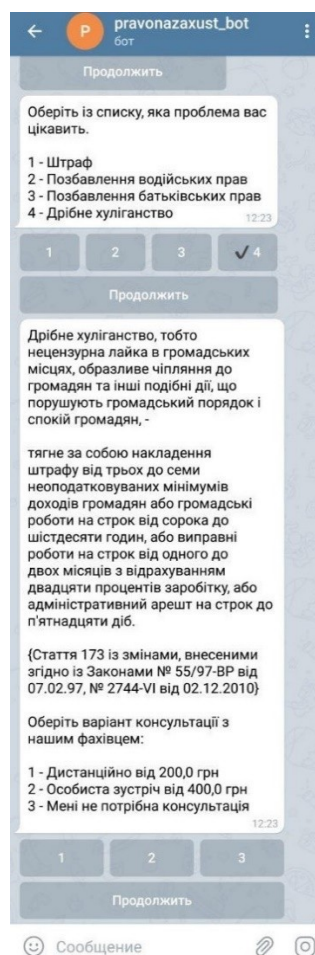 pravonazaxust_bot
P
бот
Продолжить
Оберіть із списку, яка проблема вас
цікавить.
1 - Штраф
2 - Позбавлення водійських прав
3 - Позбавлення батьківських прав
4 - Дрібне хуліганство
12:23
1 2 3 ✔ 4
Продолжить
Дрібне хуліганство, тобто
нецензурна лайка в громадських
місцях, образливе чіпляння до
громадян та інші подібні дії, що
порушують громадський порядок і
спокій громадян, -
тягне за собою накладення
штрафу від трьох до семи
неоподатковуваних мінімумів
доходів громадян або громадські
роботи на строк від сорока до
шістдесяти годин, або виправні
роботи на строк від одного до
двох місяців з відрахуванням
двадцяти процентів заробітку, або
адміністративний арешт на строк до
п'ятнадцяти діб.
{Стаття 173 із змінами, внесеними
згідно із Законами № 55/97-ВР від
07.02.97, № 2744-VI від 02.12.2010}
Оберіть варіант консультації з
нашим фахівцем:
1 - Дистанційно від 200,0 грн
2 - Особиста зустріч від 400,0 грн
3 - Мені не потрібна консультація
12:23
1 2 3
Продолжить
Сообщение